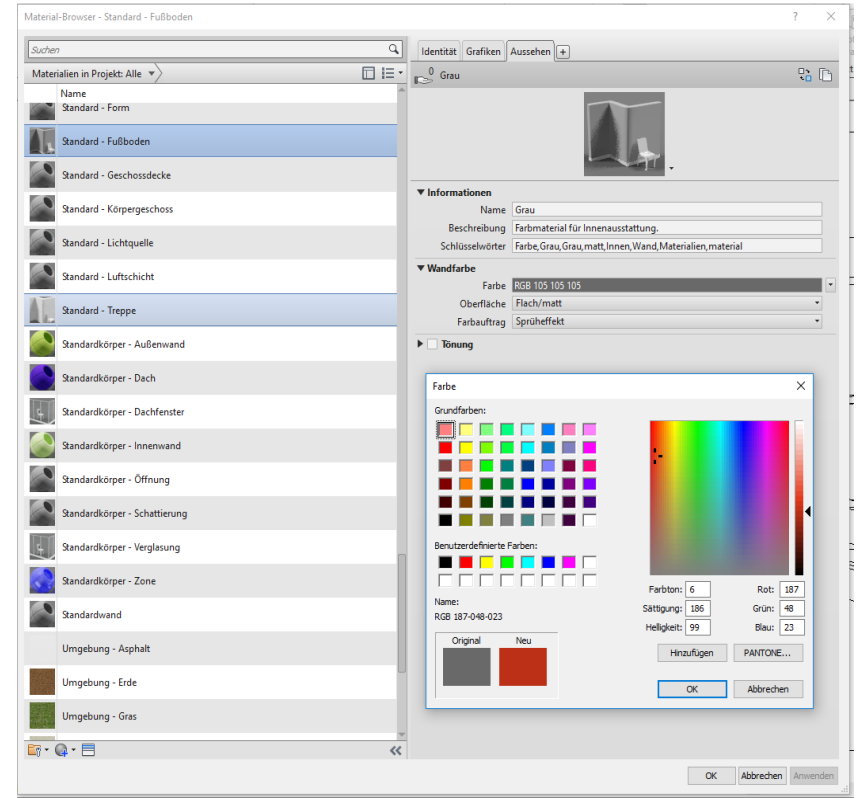 Material-Browser - Standard - Fußboden
? ×
Suchen
Materialien in Projekt: Alle
Name
Standard - Form
Standard - Fußboden
Standard - Geschossdecke
Standard - Körpergeschoss
Standard - Lichtquelle
Standard - Luftschicht
Standard - Treppe
Standardkörper - Außenwand
Standardkörper - Dach
Standardkörper - Dachfenster
Standardkörper - Innenwand
Standardkörper - Öffnung
Standardkörper - Schattierung
Standardkörper - Verglasung
Standardkörper - Zone
Standardwand
Umgebung - Asphalt
Umgebung - Erde
Umgebung - Gras
Identität Grafiken Aussehen +
0 Grau
Informationen
Name Grau
Beschreibung Farbmaterial für Innenausstattung.
Schlüsselwörter Farbe,Grau,Grau,matt,Innen,Wand,Materialien,material
Wandfarbe
Farbe RGB 105 105 105
Oberfläche Flach/matt
Farbauftrag Sprüheffekt
Tönung
Farbe ×
Grundfarben:
Benutzerdefinierte Farben:
Name:
RGB 187-048-023
Original Neu
Farbton: 6 Rot: 187
Sättigung: 186 Grün: 48
Helligkeit: 99 Blau: 23
Hinzufügen PANTONE...
OK Abbrechen
OK Abbrechen Anwenden